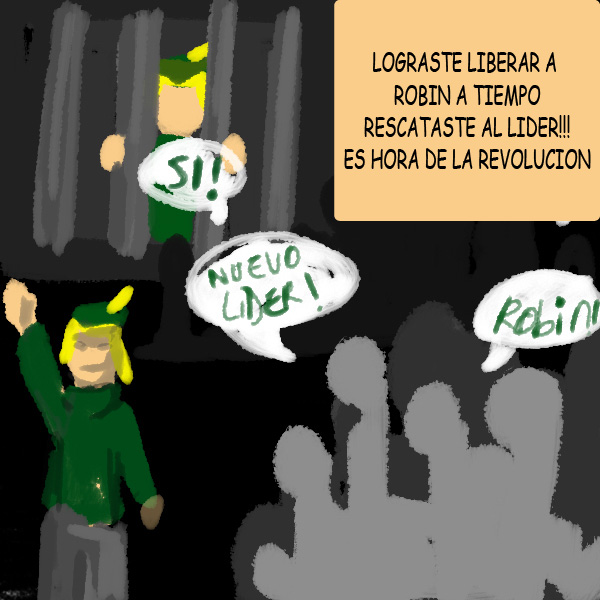 LOGRASTE LIBERAR A
ROBIN A TIEMPO
RESCATASTE AL LIDER!!!
ES HORA DE LA REVOLUCION
SI!
NUEVO
LIDER!
Robin!